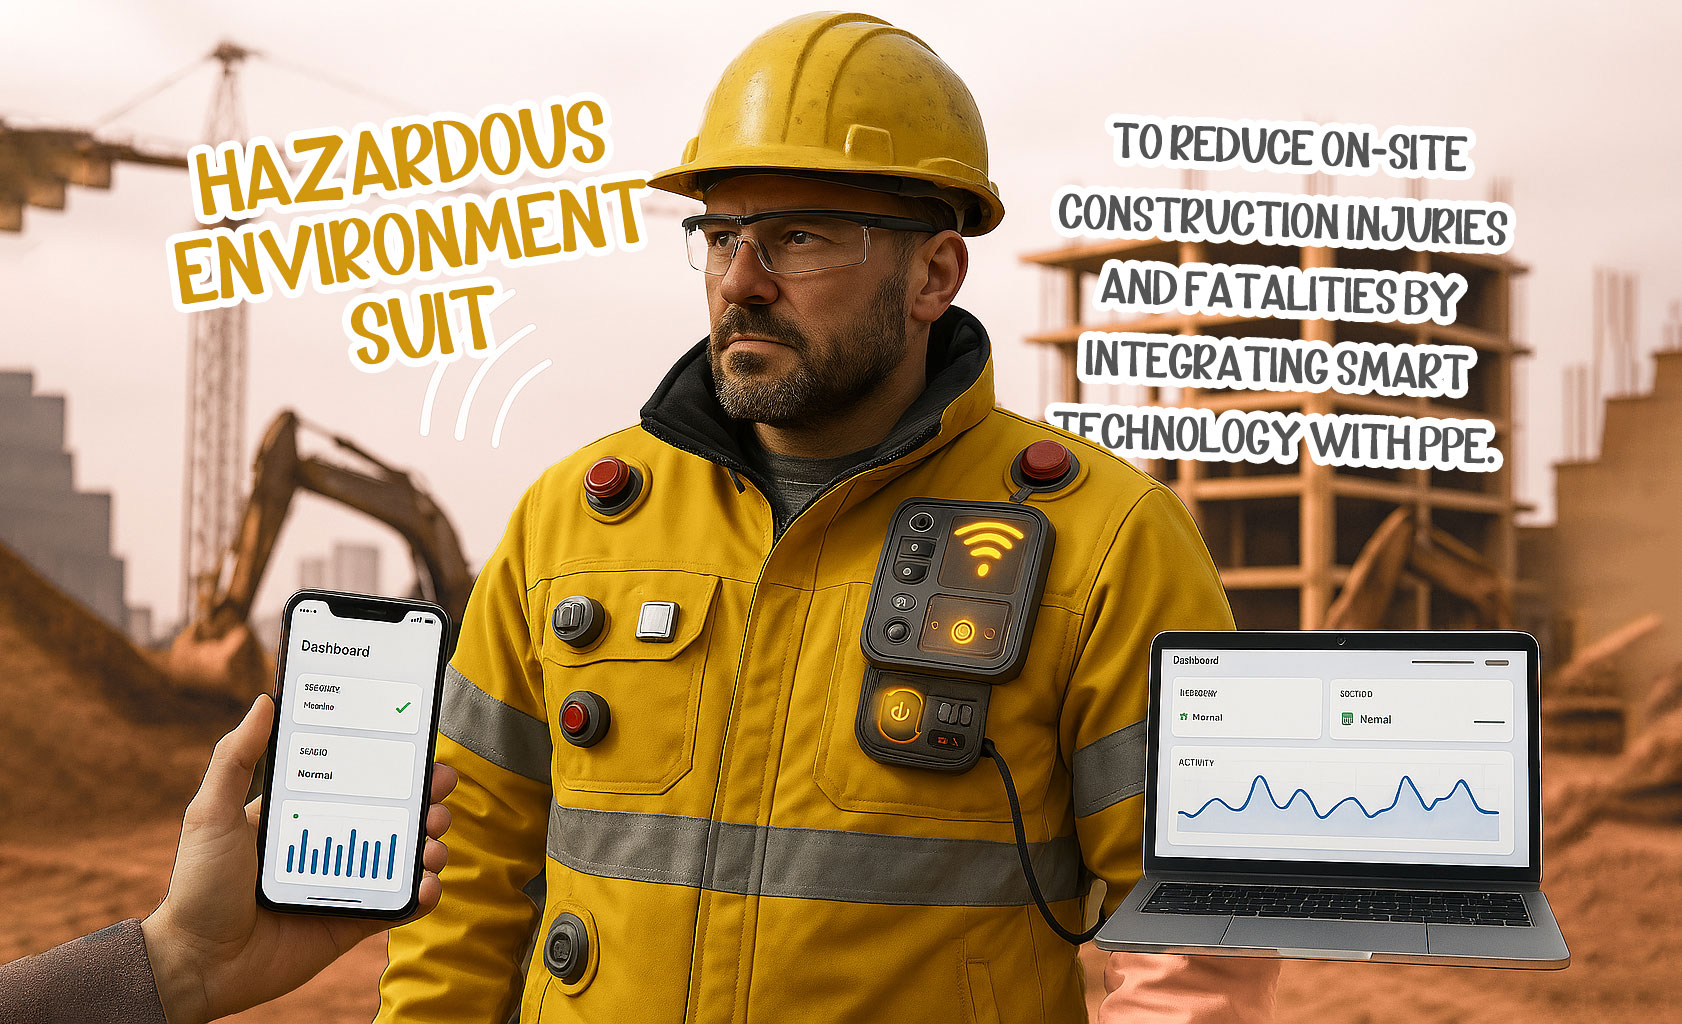 HAZARDOUS
ENVIRONMENT
SUIT
TO REDUCE ON-SITE
CONSTRUCTION INJURIES
AND FATALITIES BY
INTEGRATING SMART
TECHNOLOGY WITH PPE.
Dashboard
Normal
Dashboard
Mornal
Nemal
ACTIVITY